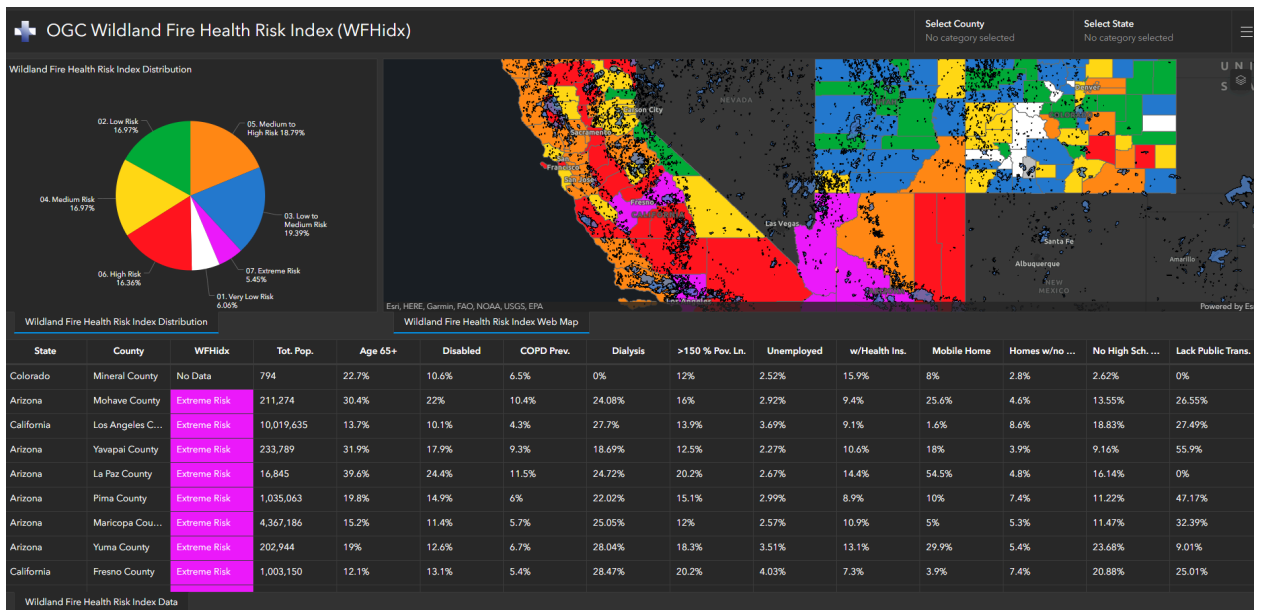 OGC Wildland Fire Health Risk Index (WFHidx)
Select County
No category selected
Select State
No category selected
Wildland Fire Health Risk Index Distribution
02. Low Risk
16.97%
05. Medium to
High Risk 18.79%
04. Medium Risk
16.97%
03. Low to
Medium Risk
19.39%
06. High Risk
16.36%
07. Extreme Risk
5.45%
01. Very Low Risk
6.06%
Wildland Fire Health Risk Index Distribution
U N I
S
NEVADA
Carson City
Sacramento
San
Francisco
San Jose
Fresno
CALIFORNIA
Las Vegas
Los Angeles
Denver
COLORADO
Santa Fe
Albuquerque
Amarillo
NEW
MEXICO
Esri, HERE, Garmin, FAO, NOAA, USGS, EPA
Powered by Es
Wildland Fire Health Risk Index Web Map
State County WFHidx Tot. Pop. Age 65+ Disabled COPD Prev. Dialysis >150 % Pov. Ln. Unemployed w/Health Ins. Mobile Home Homes w/no ... No High Sch. ... Lack Public Trans.
Colorado Mineral County No Data 794 22.7% 10.6% 6.5% 0% 12% 2.52% 15.9% 8% 2.8% 2.62% 0%
Arizona Mohave County Extreme Risk 211,274 30.4% 22% 10.4% 24.08% 16% 2.92% 9.4% 25.6% 4.6% 13.55% 26.55%
California Los Angeles C... Extreme Risk 10,019,635 13.7% 10.1% 4.3% 27.7% 13.9% 3.69% 9.1% 1.6% 8.6% 18.83% 27.49%
Arizona Yavapai County Extreme Risk 233,789 31.9% 17.9% 9.3% 18.69% 12.5% 2.27% 10.6% 18% 3.9% 9.16% 55.9%
Arizona La Paz County Extreme Risk 16,845 39.6% 24.4% 11.5% 24.72% 20.2% 2.67% 14.4% 54.5% 4.8% 16.14% 0%
Arizona Pima County Extreme Risk 1,035,063 19.8% 14.9% 6% 22.02% 15.1% 2.99% 8.9% 10% 7.4% 11.22% 47.17%
Arizona Maricopa Cou... Extreme Risk 4,367,186 15.2% 11.4% 5.7% 25.05% 12% 2.57% 10.9% 5% 5.3% 11.47% 32.39%
Arizona Yuma County Extreme Risk 202,944 19% 12.6% 6.7% 28.04% 18.3% 3.51% 13.1% 29.9% 5.4% 23.68% 9.01%
California Fresno County Extreme Risk 1,003,150 12.1% 13.1% 5.4% 28.47% 20.2% 4.03% 7.3% 3.9% 7.4% 20.88% 25.01%
Wildland Fire Health Risk Index Data